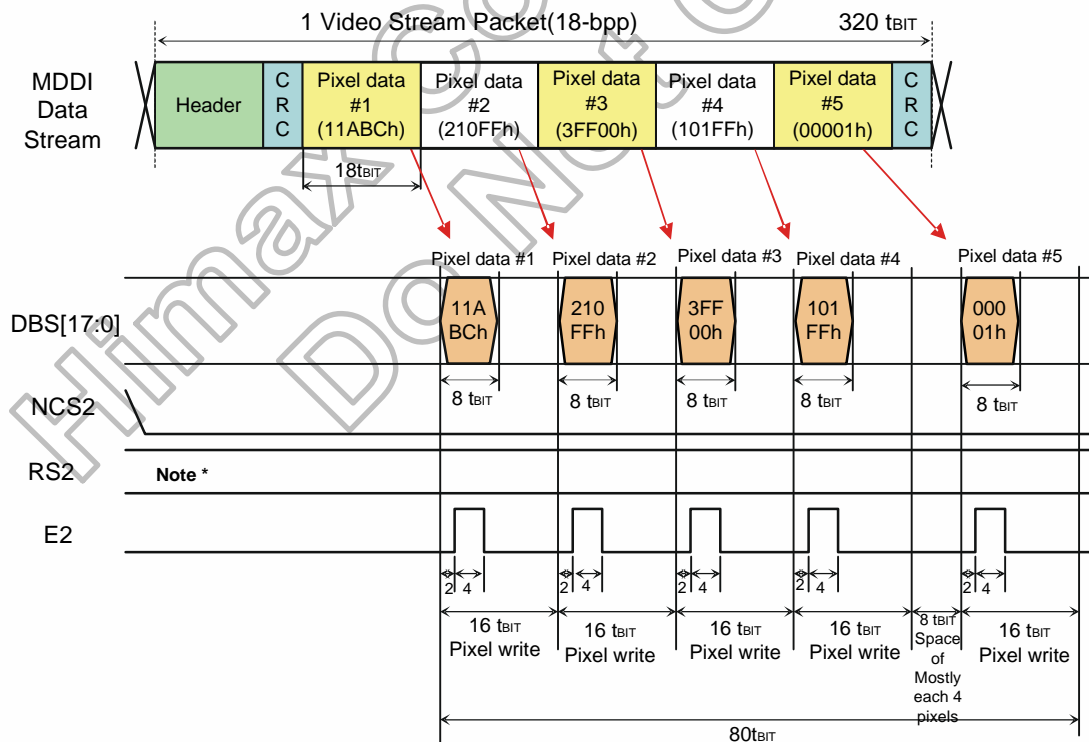 1 Video Stream Packet(18-bpp)
320 tBIT
MDDI
Data
Stream
Header
C
R
C
Pixel data
#1
(11ABCh)
Pixel data
#2
(210FFh)
Pixel data
#3
(3FF00h)
Pixel data
#4
(101FFh)
Pixel data
#5
(00001h)
C
R
C
18tBIT
Pixel data #1
Pixel data #2
Pixel data #3
Pixel data #4
Pixel data #5
DBS[17:0]
11A
BCh
210
FFh
3FF
00h
101
FFh
000
01h
8 tBIT
8 tBIT
8 tBIT
8 tBIT
8 tBIT
NCS2
RS2
Note *
E2
2 4
2 4
2 4
2 4
2 4
16 tBIT
Pixel write
16 tBIT
Pixel write
16 tBIT
Pixel write
16 tBIT
Pixel write
8 tBIT
Space
of
Mostly
each 4
pixels
16 tBIT
Pixel write
80tBIT
Himax Co
Do Not C